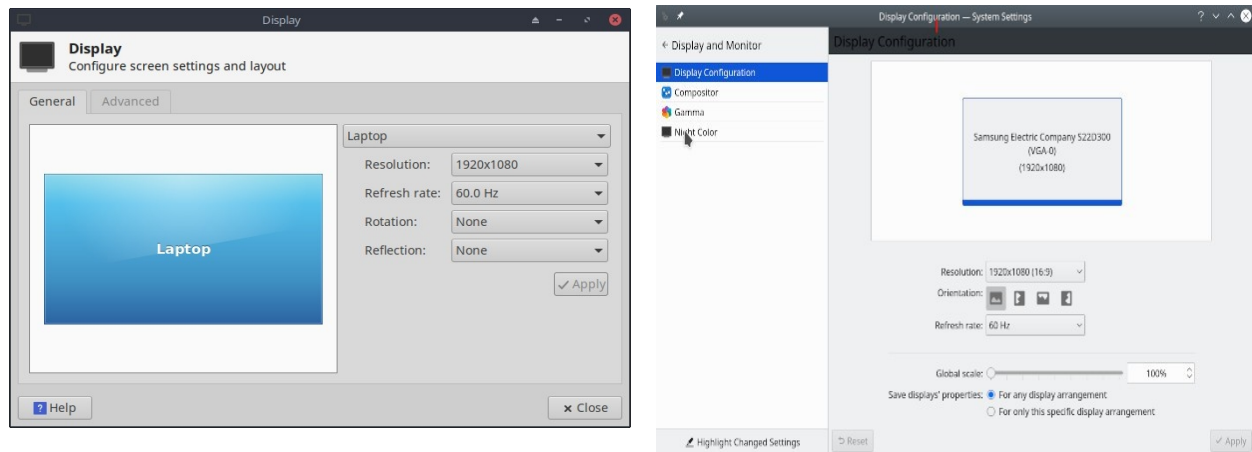 Display
Display
Configure screen settings and layout
General
Advanced
Laptop
Laptop
Resolution: 1920x1080
Refresh rate: 60.0 Hz
Rotation: None
Reflection: None
Apply
Help
Close
Display Configuration — System Settings
Display and Monitor
Display Configuration
Display Configuration
Compositor
Gamma
Night Color
Samsung Electric Company S22D300
(VGA-0)
(1920x1080)
Resolution: 1920x1080 (16:9)
Orientation:
Refresh rate: 60 Hz
Global scale: 100%
Save displays' properties: For any display arrangement
For only this specific display arrangement
Highlight Changed Settings
Reset
Apply